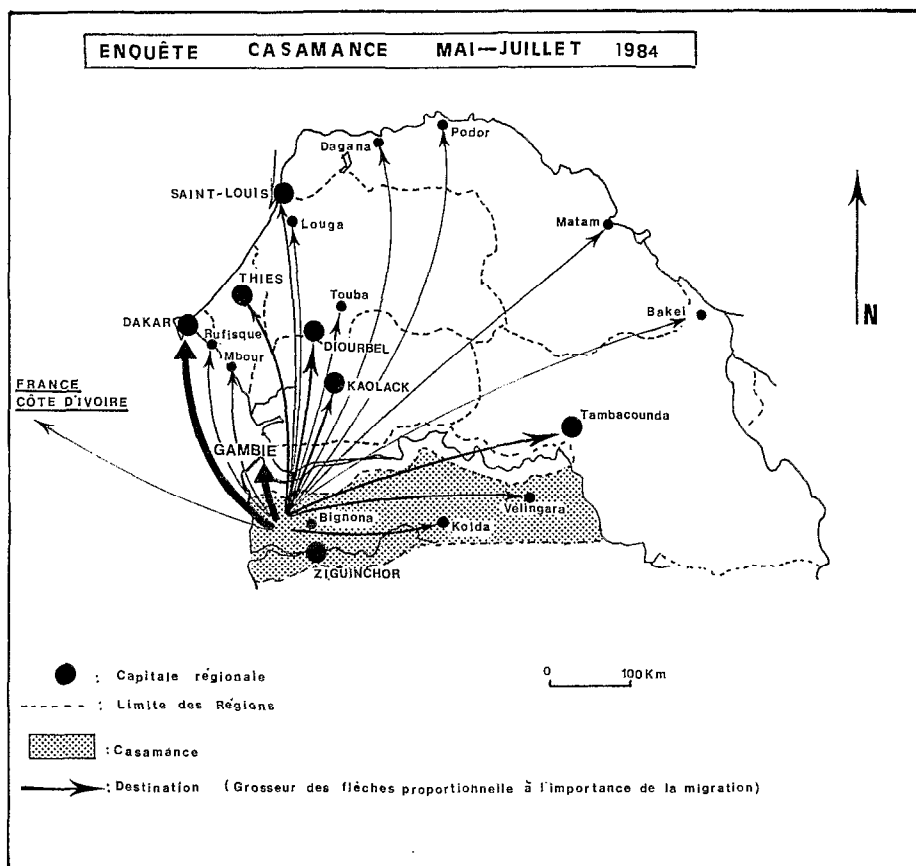 ENQUÊTE CASAMANCE MAI—JUILLET 1984
Podor
Dagana
SAINT-LOUIS
Louga
Matam
THIES
Touba
Bakel
DAKAR
Rufisque
DIOURBEL
N
Mbour
KAOLACK
FRANCE
CÔTE D'IVOIRE
Tambacounda
GAMBIE
Vélingara
Bignona
Kolda
ZIGUINCHOR
0 100 Km
: Capitale régionale
: Limite des Régions
: Casamance
: Destination (Grosseur des flèches proportionnelle à l'importance de la migration)